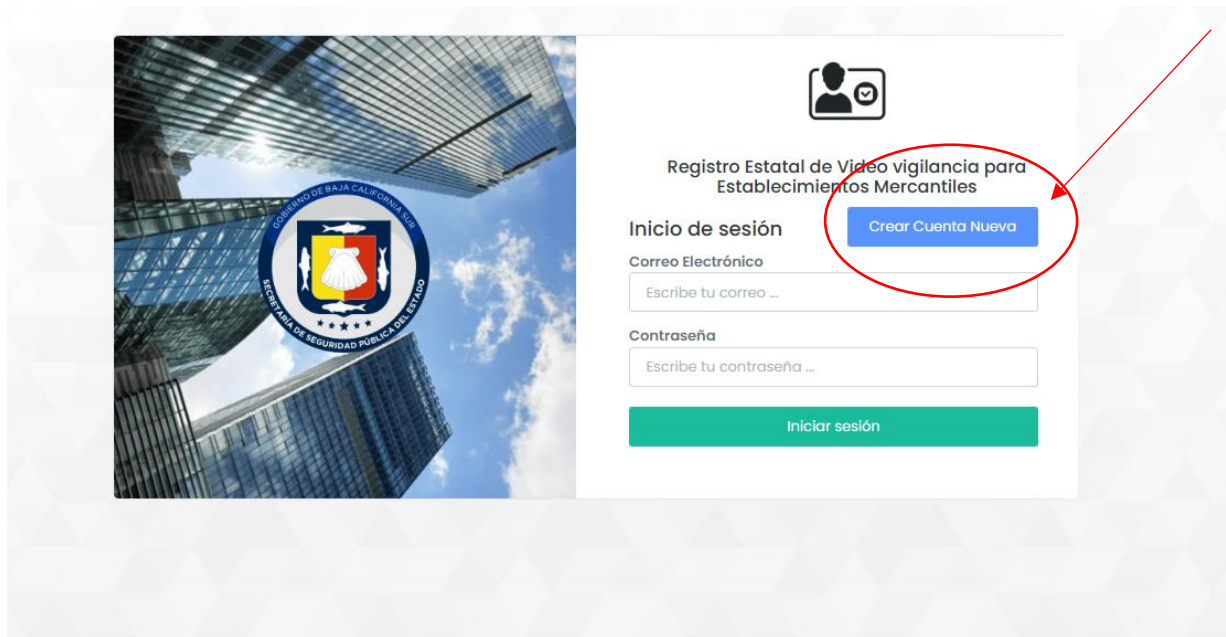 GOBIERNO DE BAJA CALIFORNIA SUR
SECRETARÍA DE SEGURIDAD PÚBLICA DEL ESTADO
Registro Estatal de Video vigilancia para
Establecimientos Mercantiles
Inicio de sesión
Crear Cuenta Nueva
Correo Electrónico
Escribe tu correo ...
Contraseña
Escribe tu contraseña ...
Iniciar sesión